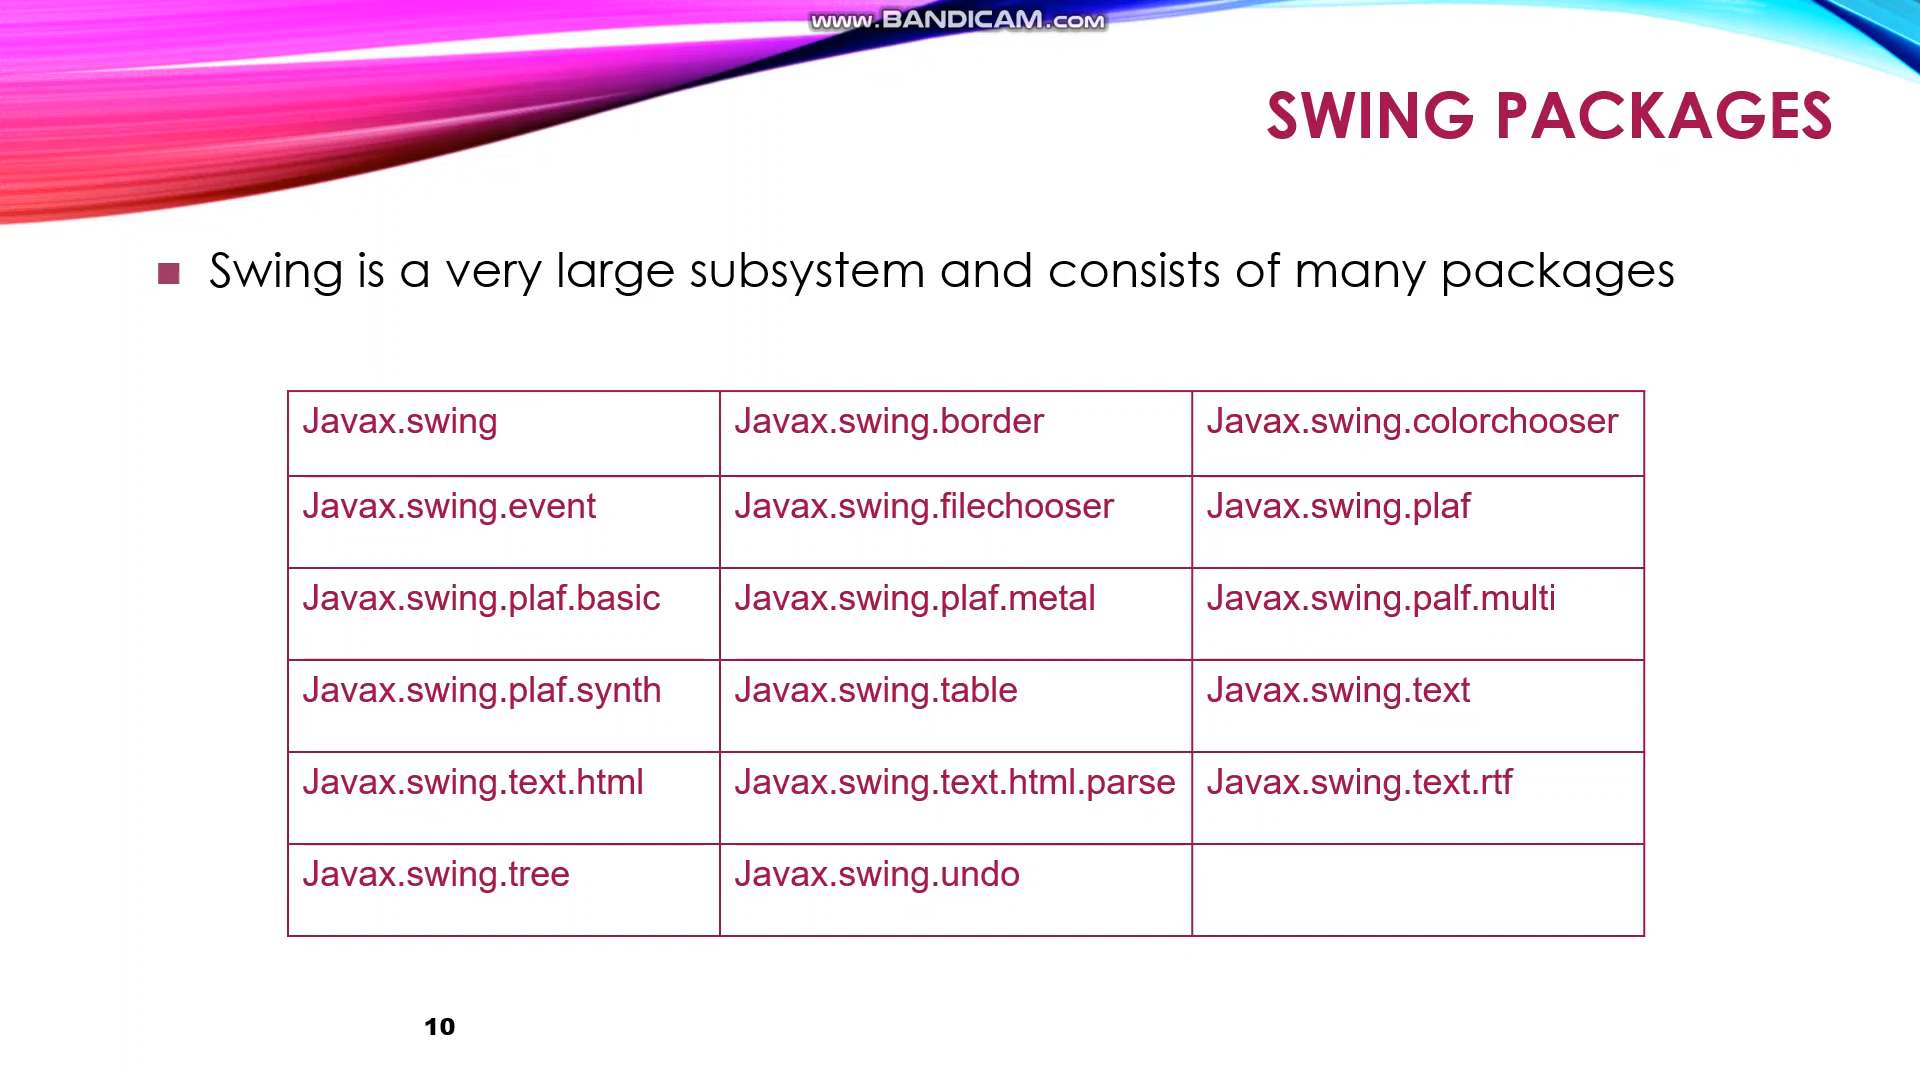 www.BANDICAM.com
SWING PACKAGES
Swing is a very large subsystem and consists of many packages
Javax.swing Javax.swing.border Javax.swing.colorchooser
Javax.swing.event Javax.swing.filechooser Javax.swing.plaf
Javax.swing.plaf.basic Javax.swing.plaf.metal Javax.swing.palf.multi
Javax.swing.plaf.synth Javax.swing.table Javax.swing.text
Javax.swing.text.html Javax.swing.text.html.parse Javax.swing.text.rtf
Javax.swing.tree Javax.swing.undo
10